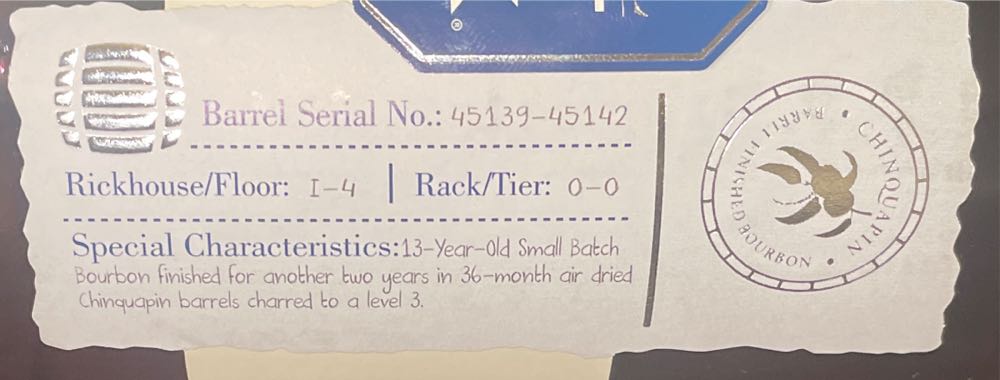 ®
Barrel Serial No.: 45139-45142
Rickhouse/Floor: I-4 | Rack/Tier: 0-0
Special Characteristics: 13-Year-Old Small Batch
Bourbon finished for another two years in 36-month air dried
Chinquapin barrels charred to a level 3.
• CHINQUAPIN •
BARREL FINISHED BOURBON